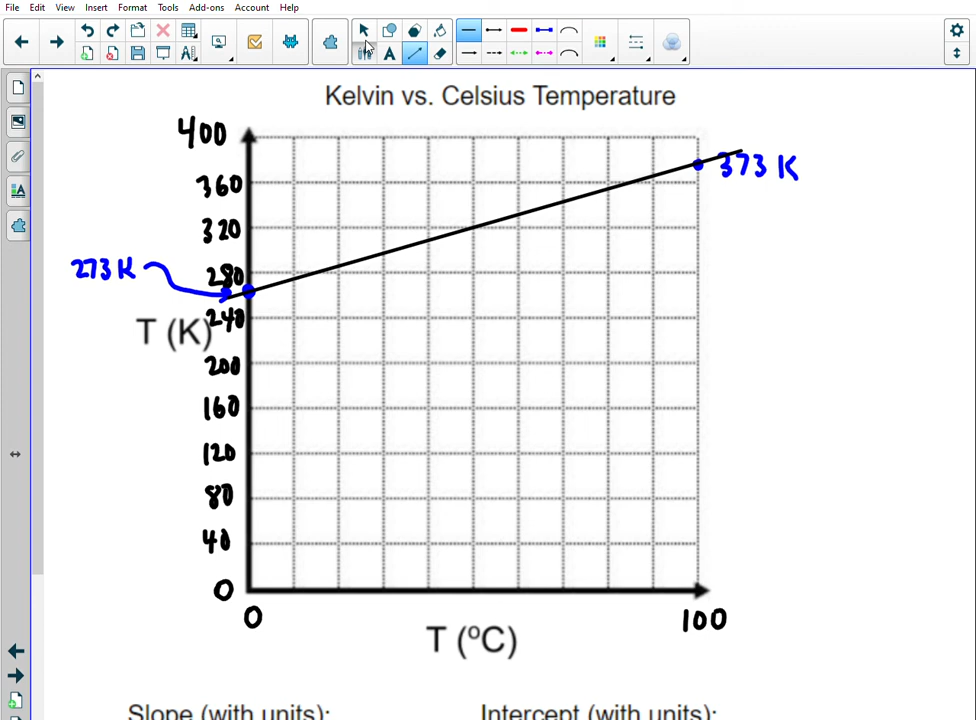 File Edit View Insert Format Tools Add-ons Account Help
Kelvin vs. Celsius Temperature
400
373 K
360
320
273 K
280
T (K)
240
200
160
120
80
40
0
0
100
T (°C)
Slope (with units):
Intercept (with units):